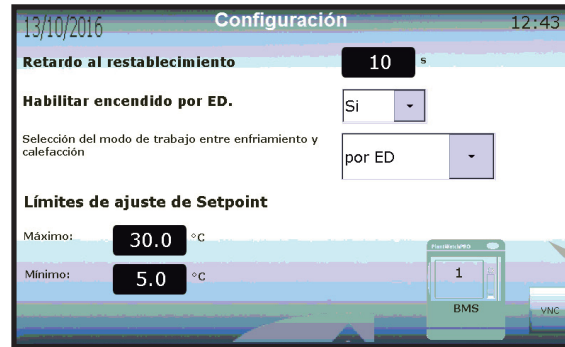 13/10/2016 Configuración 12:43
Retardo al restablecimiento 10 s
Habilitar encendido por ED. Si
Selección del modo de trabajo entre enfriamiento y
calefacción por ED
Límites de ajuste de Setpoint
Máximo: 30.0 °C
Mínimo: 5.0 °C
PlantWatchPRO
1
BMS
VNC